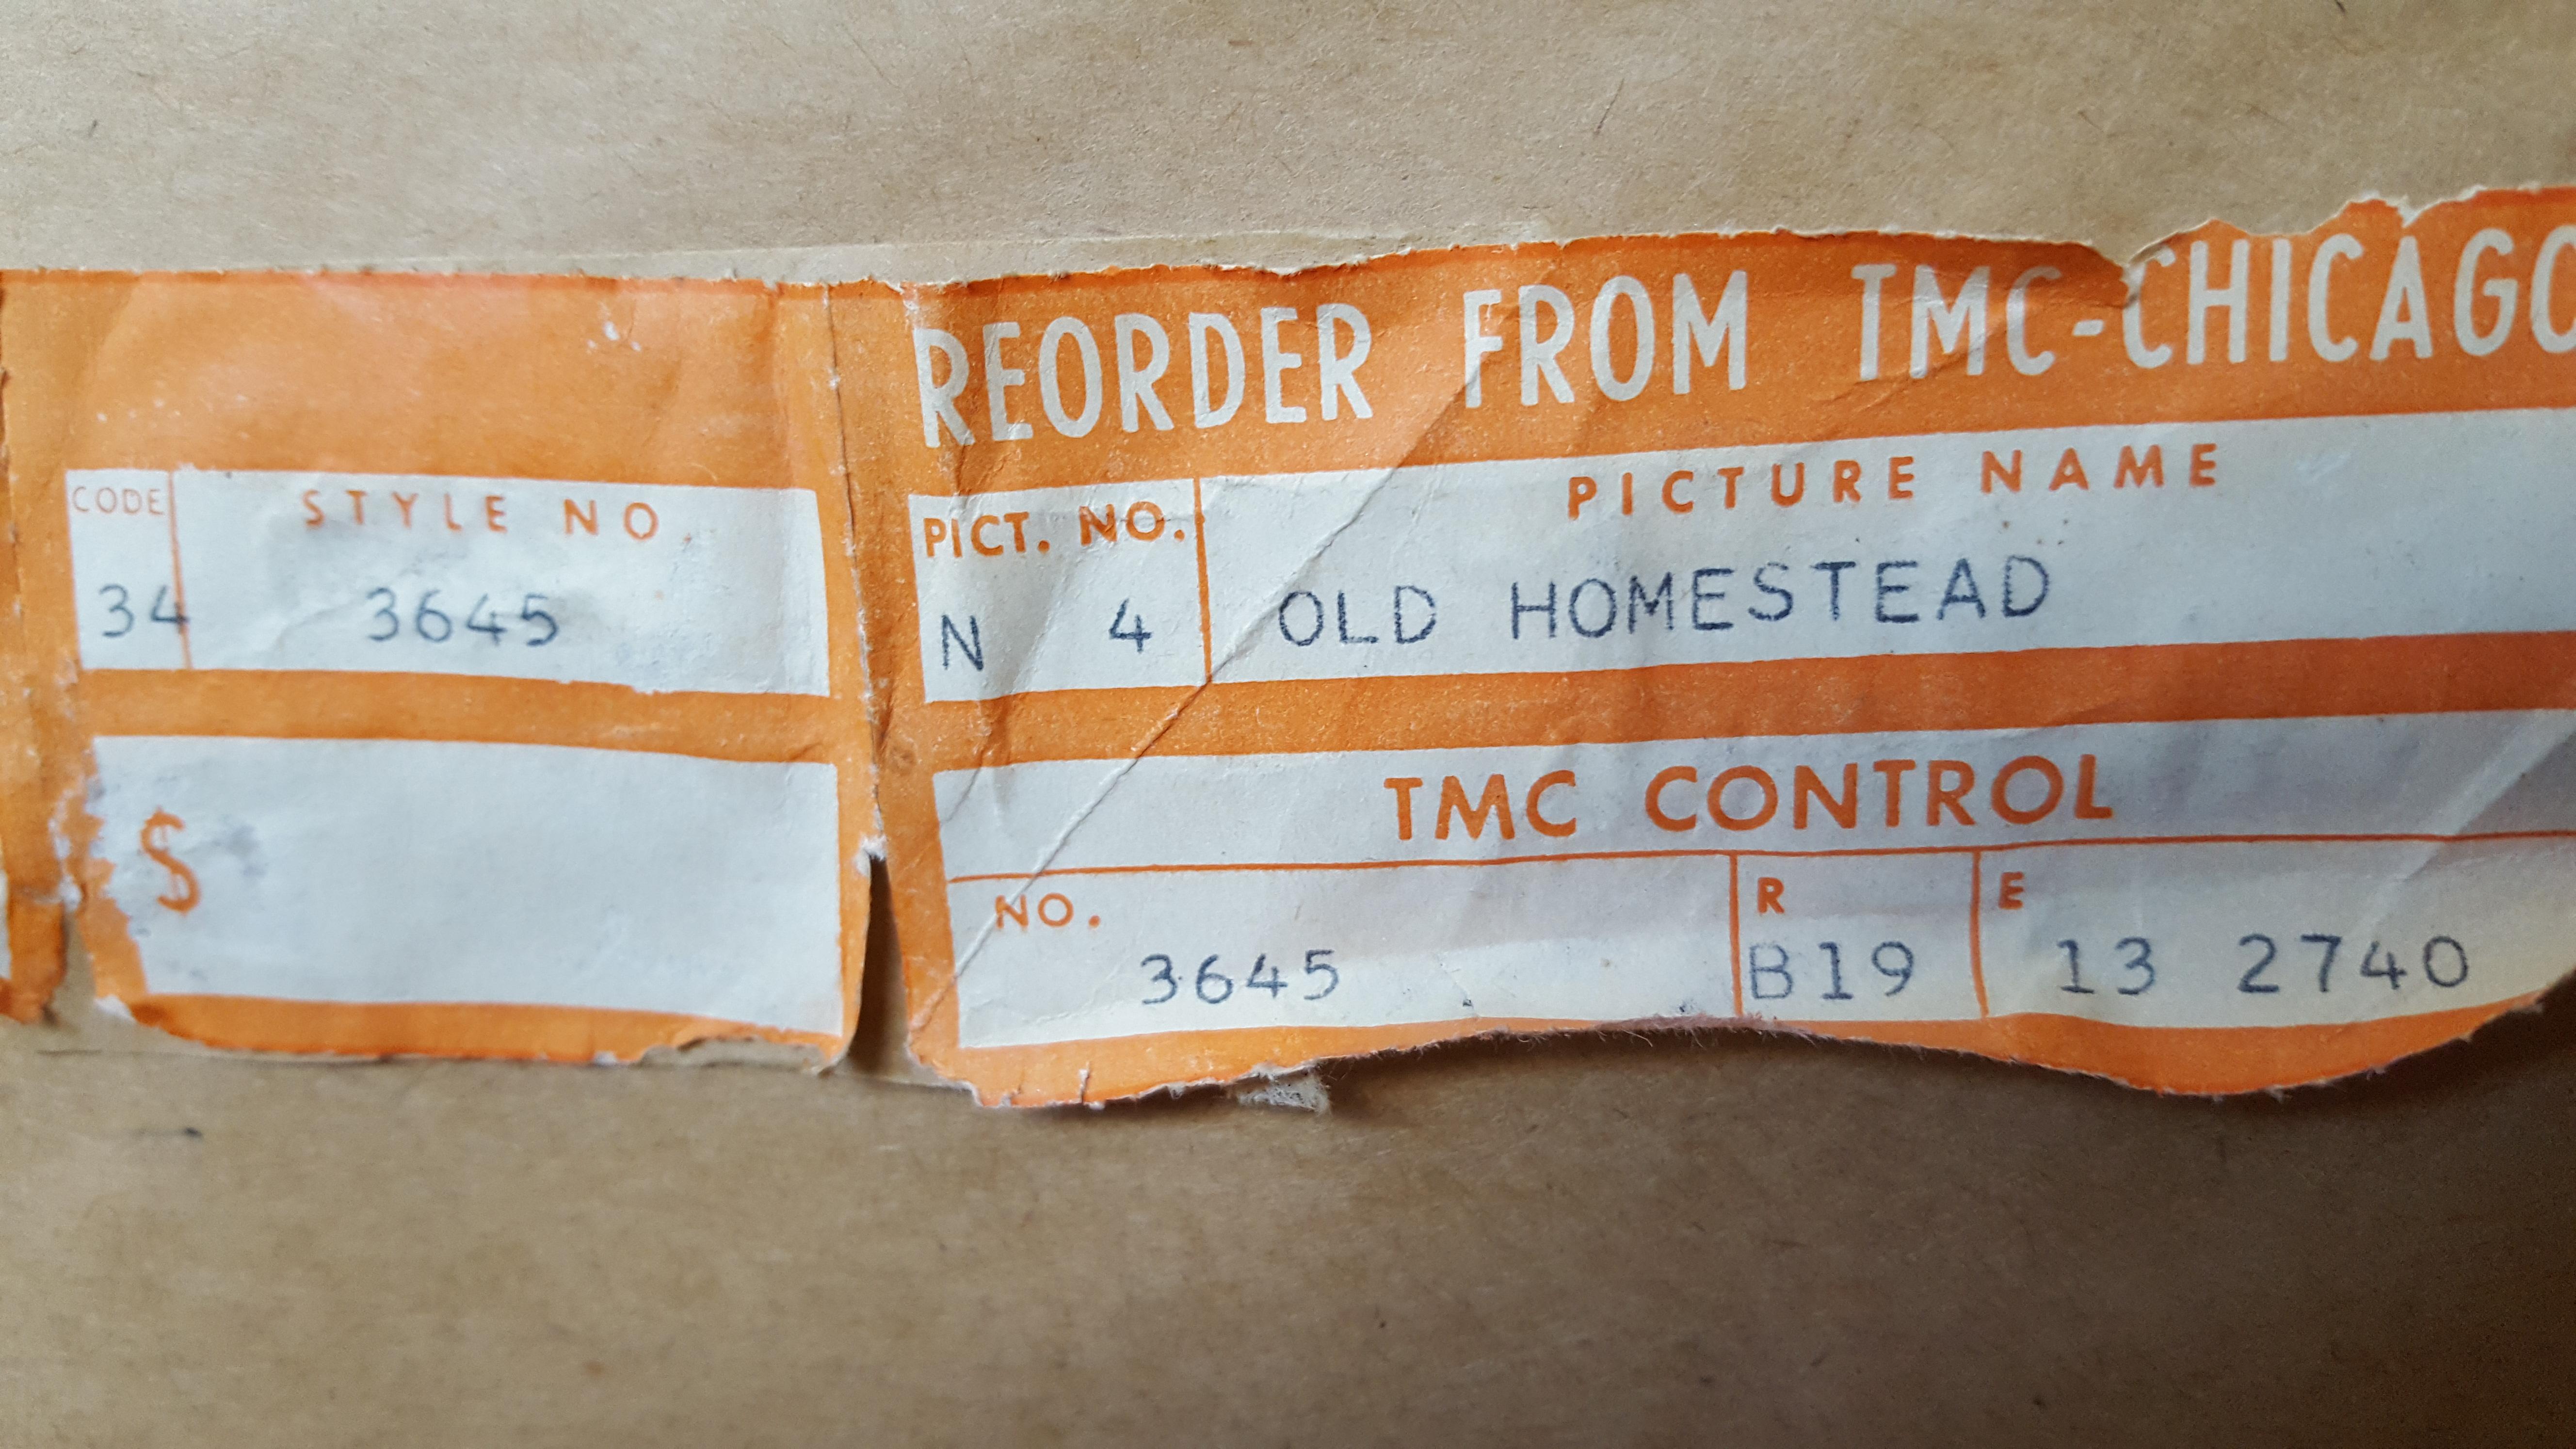 REORDER FROM TMC-CHICAGO
CODE STYLE NO.
34 3645
$
PICT. NO. PICTURE NAME
N 4 OLD HOMESTEAD
TMC CONTROL
NO. R E
3645 B19 13 2740